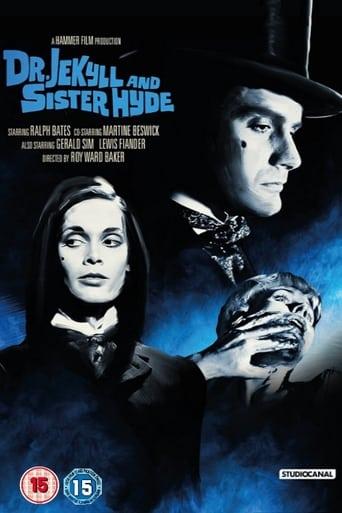 A HAMMER FILM PRODUCTION
DR. JEKYLL AND
SISTER HYDE
STARRING RALPH BATES CO-STARRING MARTINE BESWICK
ALSO STARRING GERALD SIM LEWIS FIANDER
DIRECTED BY ROY WARD BAKER
15 15
STUDIOCANAL